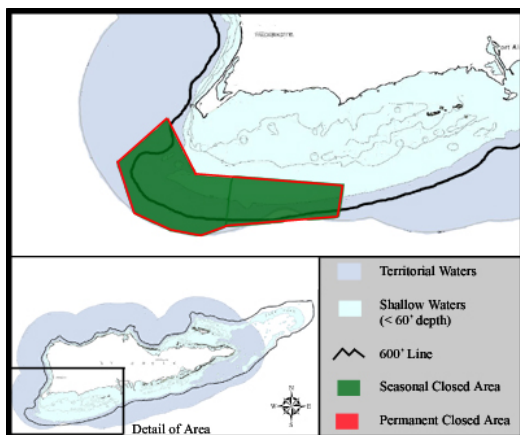 Territorial Waters
Shallow Waters
(< 60' depth)
600' Line
Seasonal Closed Area
Permanent Closed Area
N
W
E
S
Detail of Area